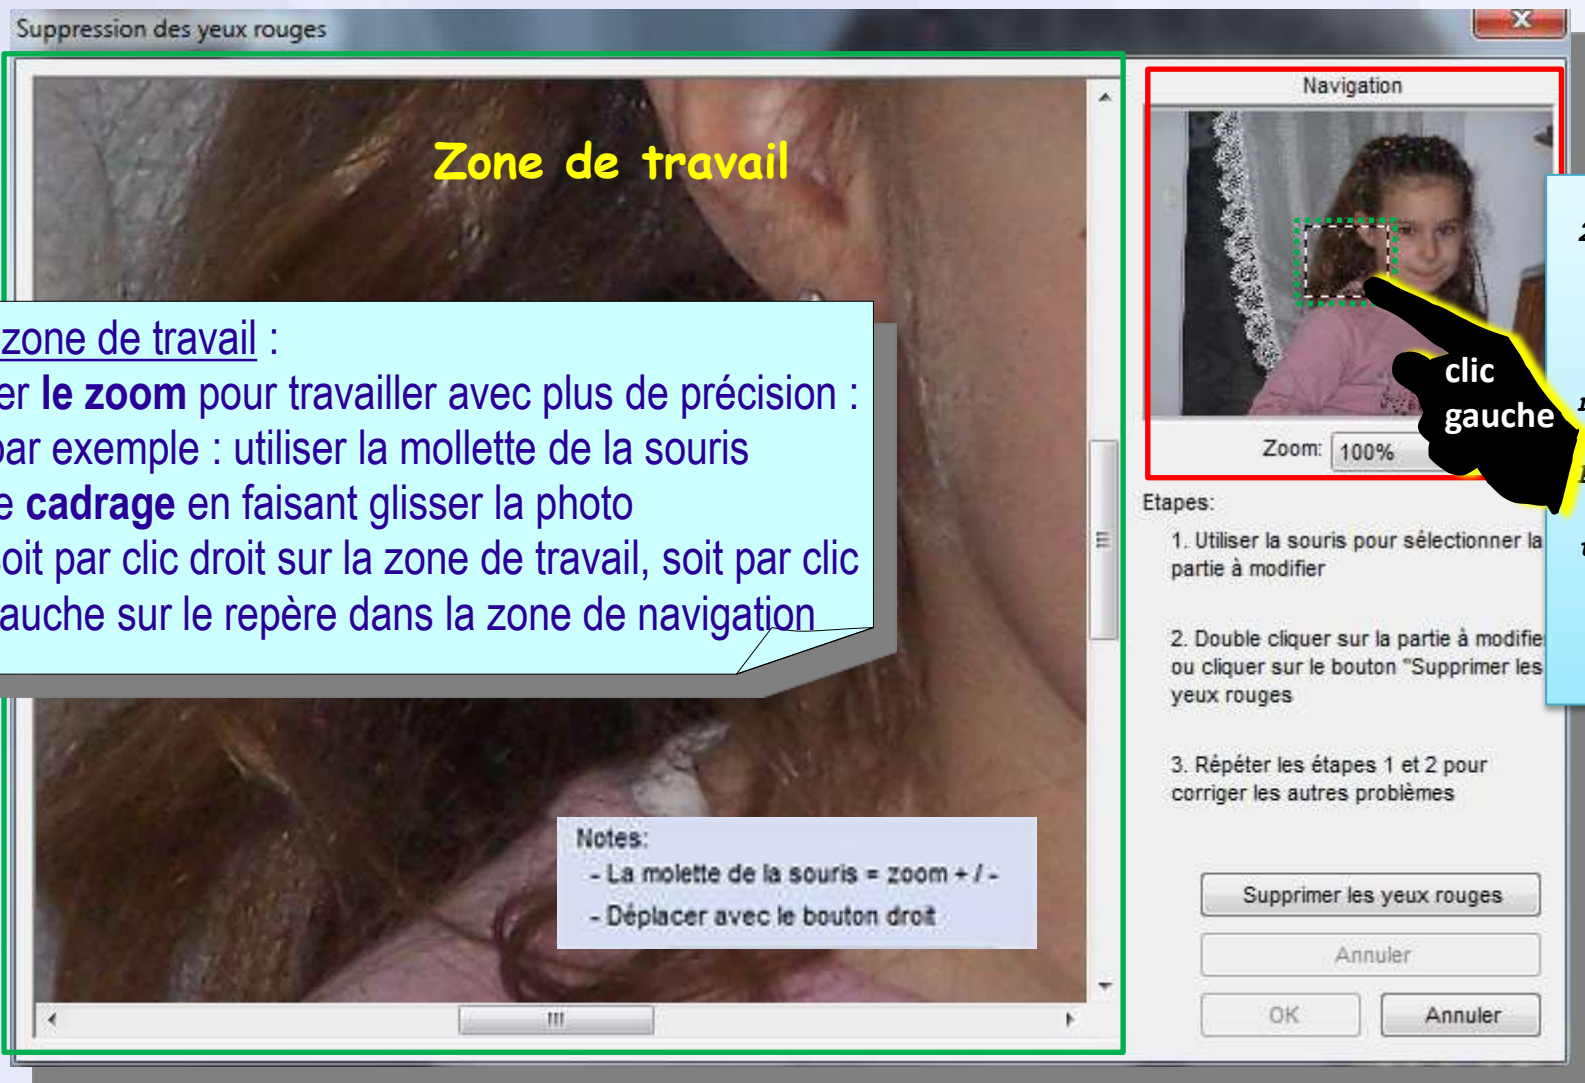 Suppression des yeux rouges
Zone de travail
zone de travail :
er le zoom pour travailler avec plus de précision :
par exemple : utiliser la mollette de la souris
e cadrage en faisant glisser la photo
oit par clic droit sur la zone de travail, soit par clic
auche sur le repère dans la zone de navigation
Notes:
- La molette de la souris = zoom + / -
- Déplacer avec le bouton droit
Navigation
clic
gauche
Zoom: 100%
Etapes:
1. Utiliser la souris pour sélectionner la
partie à modifier
2. Double cliquer sur la partie à modifie
ou cliquer sur le bouton "Supprimer les
yeux rouges
3. Répéter les étapes 1 et 2 pour
corriger les autres problèmes
Supprimer les yeux rouges
Annuler
OK Annuler